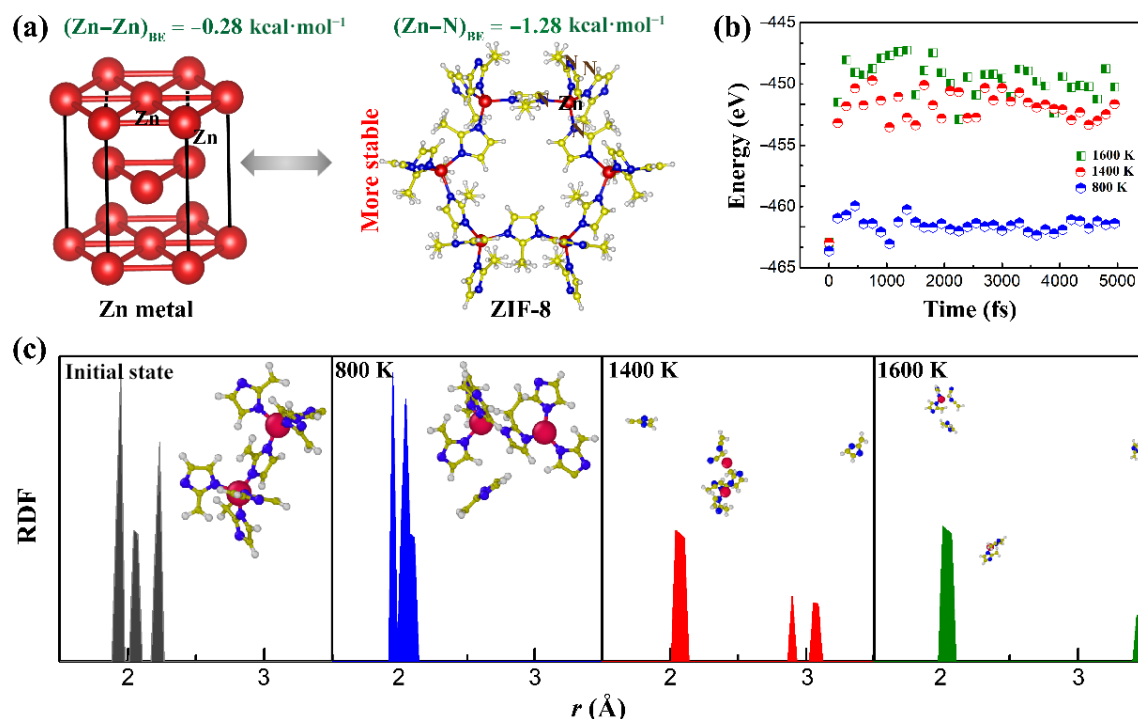 (a) (Zn–Zn)BE = –0.28 kcal·mol⁻¹ (Zn–N)BE = –1.28 kcal·mol⁻¹
Zn
Zn
Zn metal
More stable
N
N
N
Zn
N
ZIF-8
(b)
Energy (eV)
–445
–450
–455
–460
–465
1600 K
1400 K
800 K
0 1000 2000 3000 4000 5000
Time (fs)
(c)
RDF
Initial state
800 K
1400 K
1600 K
2 3 2 3 2 3 2 3
r (Å)